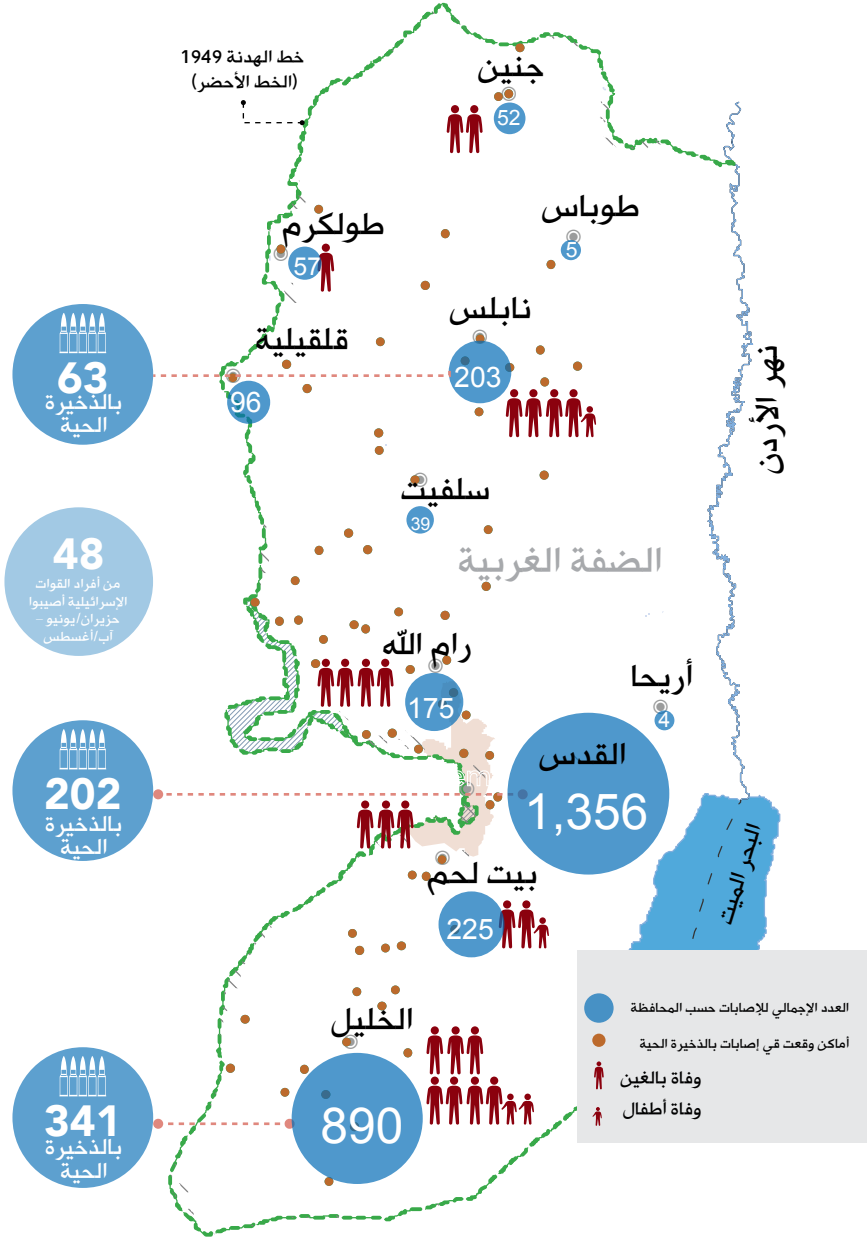 خط الهدنة 1949
(الخط الأخضر)
جنين
52
طوباس
5
طولكرم
57
نابلس
203
قلقيلية
96
63
بالذخيرة
الحية
نهر الأردن
سلفيت
39
الضفة الغربية
48
من أفراد القوات
الإسرائيلية أصيبوا
حزيران/يونيو –
آب/أغسطس
رام الله
175
أريحا
4
القدس
1,356
202
بالذخيرة
الحية
البحر الميت
بيت لحم
225
الخليل
890
341
بالذخيرة
الحية
العدد الإجمالي للإصابات حسب المحافظة
أماكن وقعت قي إصابات بالذخيرة الحية
وفاة بالغين
وفاة أطفال